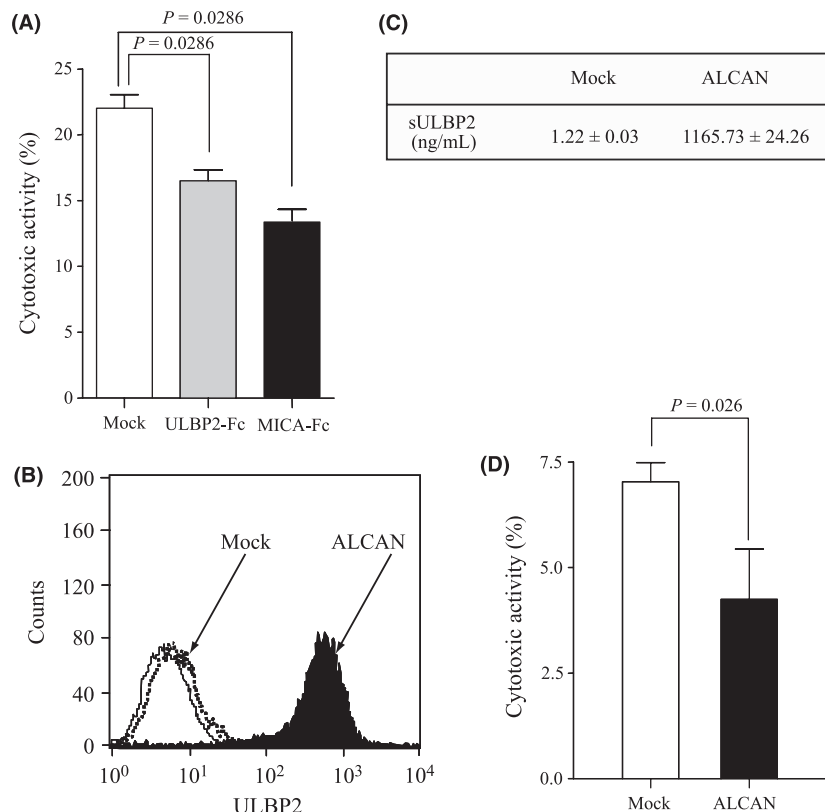 (A)
P = 0.0286
P = 0.0286
25
20
15
10
5
0
Cytotoxic activity (%)
Mock ULBP2-Fc MICA-Fc
(C)
Mock ALCAN
sULBP2
(ng/mL) 1.22 ± 0.03 1165.73 ± 24.26
(B)
200
160
120
80
40
0
Counts
Mock ALCAN
10⁰ 10¹ 10² 10³ 10⁴
ULBP2
(D)
P = 0.026
7.5
5.0
2.5
0.0
Cytotoxic activity (%)
Mock ALCAN